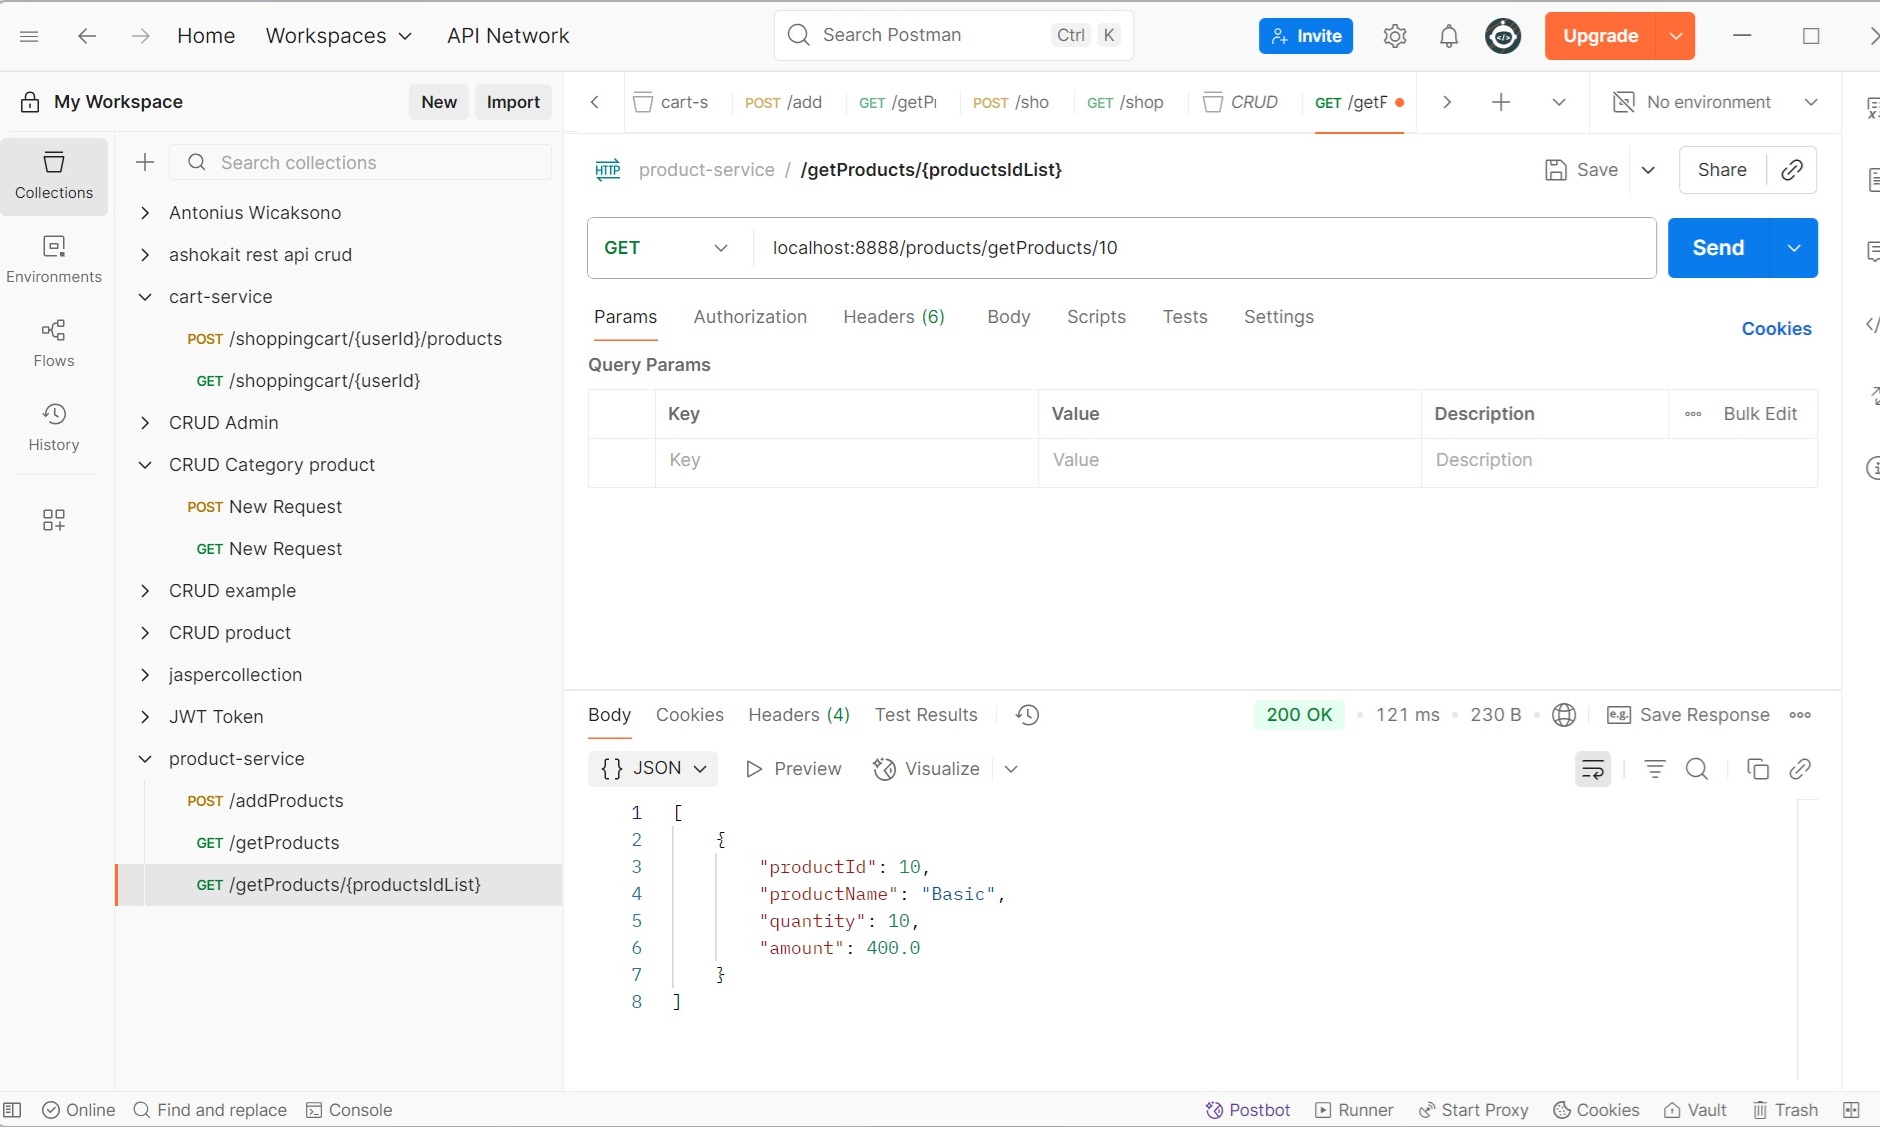 Home Workspaces API Network Search Postman Ctrl K Invite Upgrade
My Workspace New Import
cart-s POST /add GET /getPr POST /sho GET /shop CRUD GET /getF No environment
Collections
Environments
Flows
History
Search collections
Antonius Wicaksono
ashokait rest api crud
cart-service
POST /shoppingcart/{userId}/products
GET /shoppingcart/{userId}
CRUD Admin
CRUD Category product
POST New Request
GET New Request
CRUD example
CRUD product
jaspercollection
JWT Token
product-service
POST /addProducts
GET /getProducts
GET /getProducts/{productsIdList}
HTTP product-service / /getProducts/{productsIdList} Save Share
GET localhost:8888/products/getProducts/10 Send
Params Authorization Headers (6) Body Scripts Tests Settings Cookies
Query Params
Key Value Description Bulk Edit
Key Value Description
Body Cookies Headers (4) Test Results 200 OK • 121 ms • 230 B • e.g. Save Response
{} JSON Preview Visualize
1 [
2 {
3 "productId": 10,
4 "productName": "Basic",
5 "quantity": 10,
6 "amount": 400.0
7 }
8 ]
Online Find and replace Console Postbot Runner Start Proxy Cookies Vault Trash